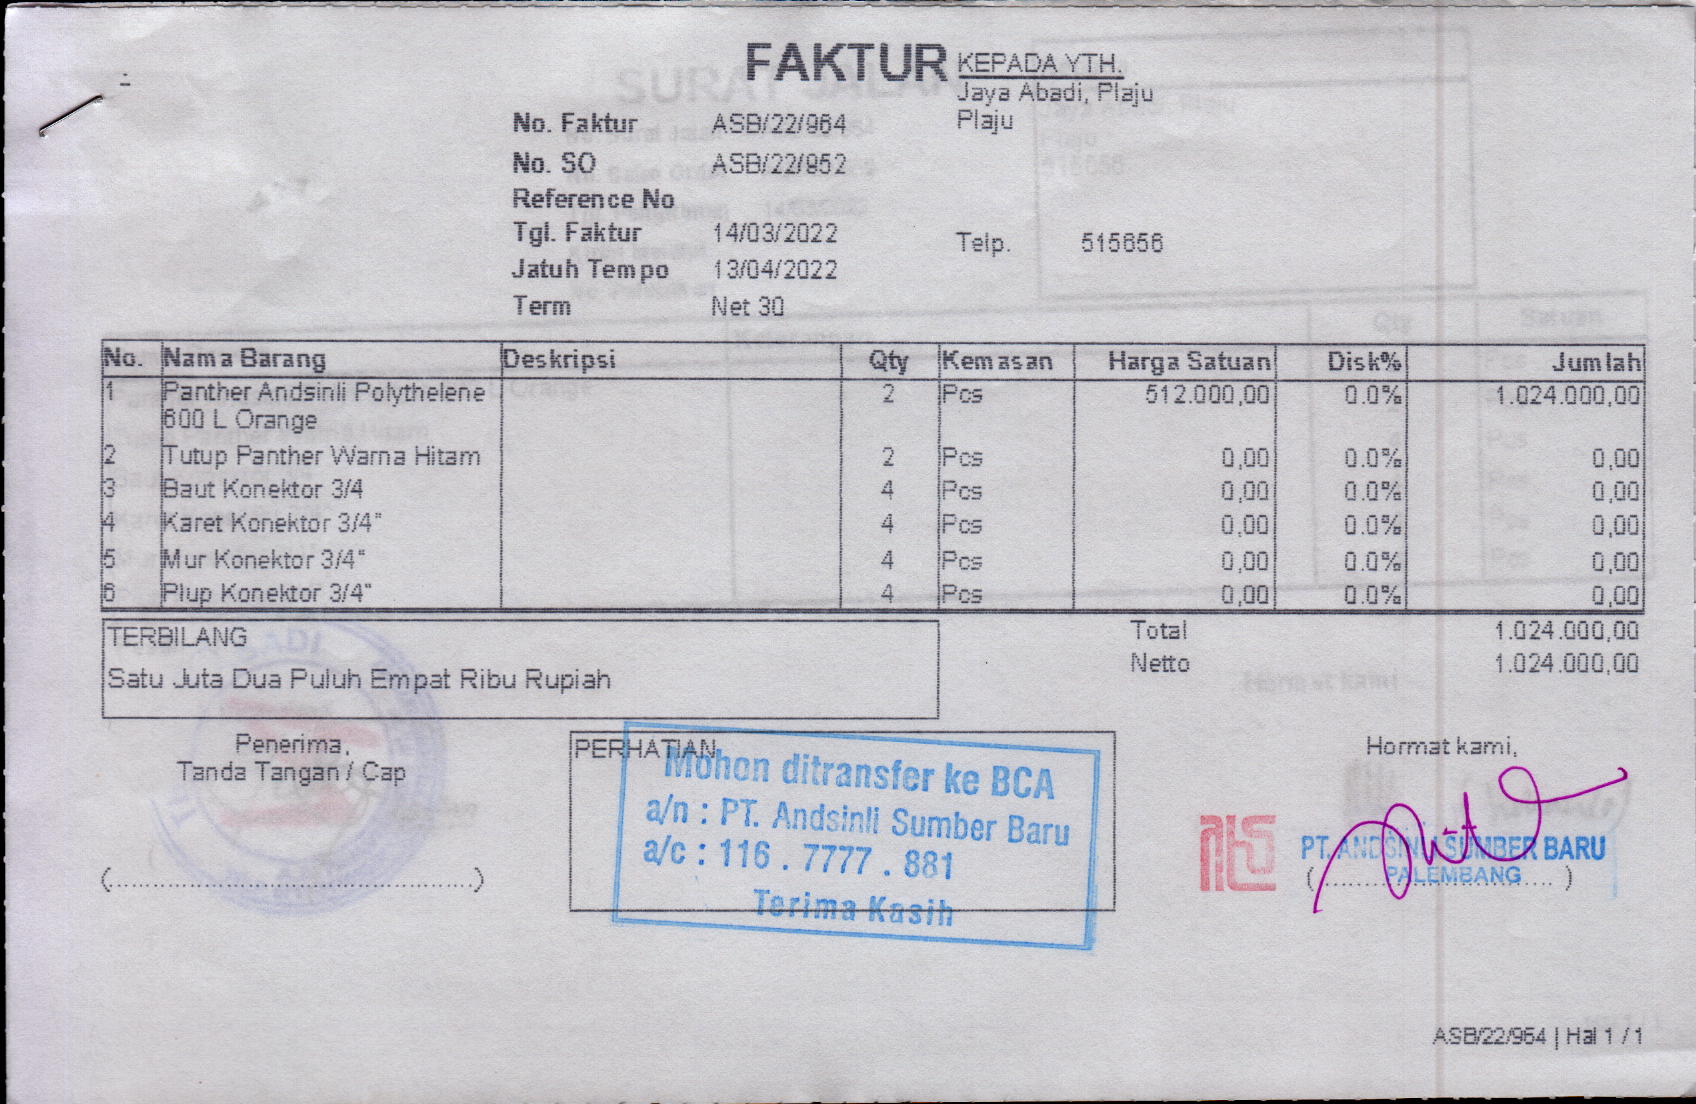 FAKTUR
KEPADA YTH.
Jaya Abadi, Plaju
Plaju
No. Faktur ASB/22/964
No. SO ASB/22/952
Reference No
Tgl. Faktur 14/03/2022
Jatuh Tempo 13/04/2022
Term Net 30
Telp. 515656
No. Nama Barang Deskripsi Qty Kemasan Harga Satuan Disk% Jumlah
1 Panther Andsinli Polythelene 2 Pcs 512.000,00 0.0% 1.024.000,00
600 L Orange
2 Tutup Panther Warna Hitam 2 Pcs 0,00 0.0% 0,00
3 Baut Konektor 3/4 4 Pcs 0,00 0.0% 0,00
4 Karet Konektor 3/4" 4 Pcs 0,00 0.0% 0,00
5 Mur Konektor 3/4" 4 Pcs 0,00 0.0% 0,00
6 Plup Konektor 3/4" 4 Pcs 0,00 0.0% 0,00
TERBILANG
Satu Juta Dua Puluh Empat Ribu Rupiah
Total 1.024.000,00
Netto 1.024.000,00
Penerima,
Tanda Tangan / Cap
PERHATIAN
Mohon ditransfer ke BCA
a/n : PT. Andsinli Sumber Baru
a/c : 116 . 7777 . 881
Terima Kasih
Hormat kami,
PT. ANDSINLI SUMBER BARU
PALEMBANG
ASB/22/964 | Hal 1 / 1